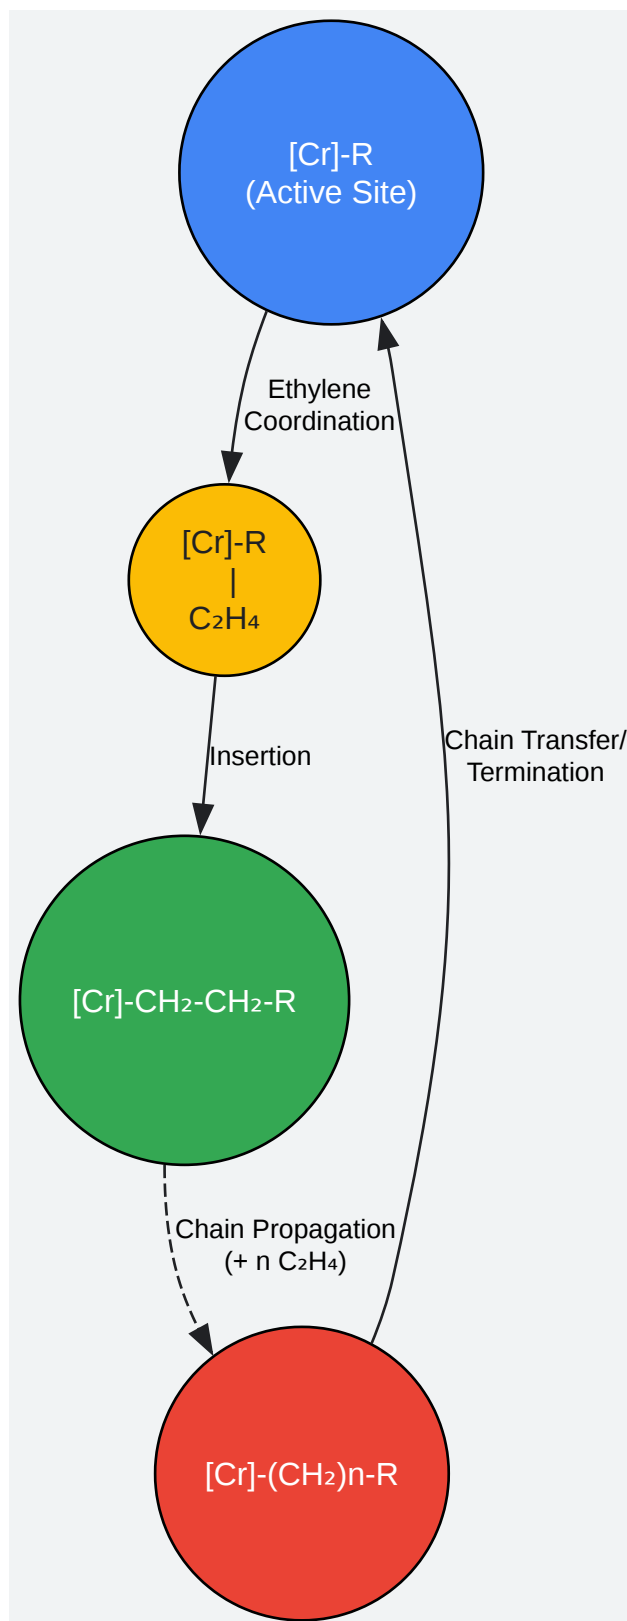 [Cr]-R
(Active Site)
Ethylene
Coordination
[Cr]-R
|
C₂H₄
Insertion
Chain Transfer/
Termination
[Cr]-CH₂-CH₂-R
Chain Propagation
(+ n C₂H₄)
[Cr]-(CH₂)n-R